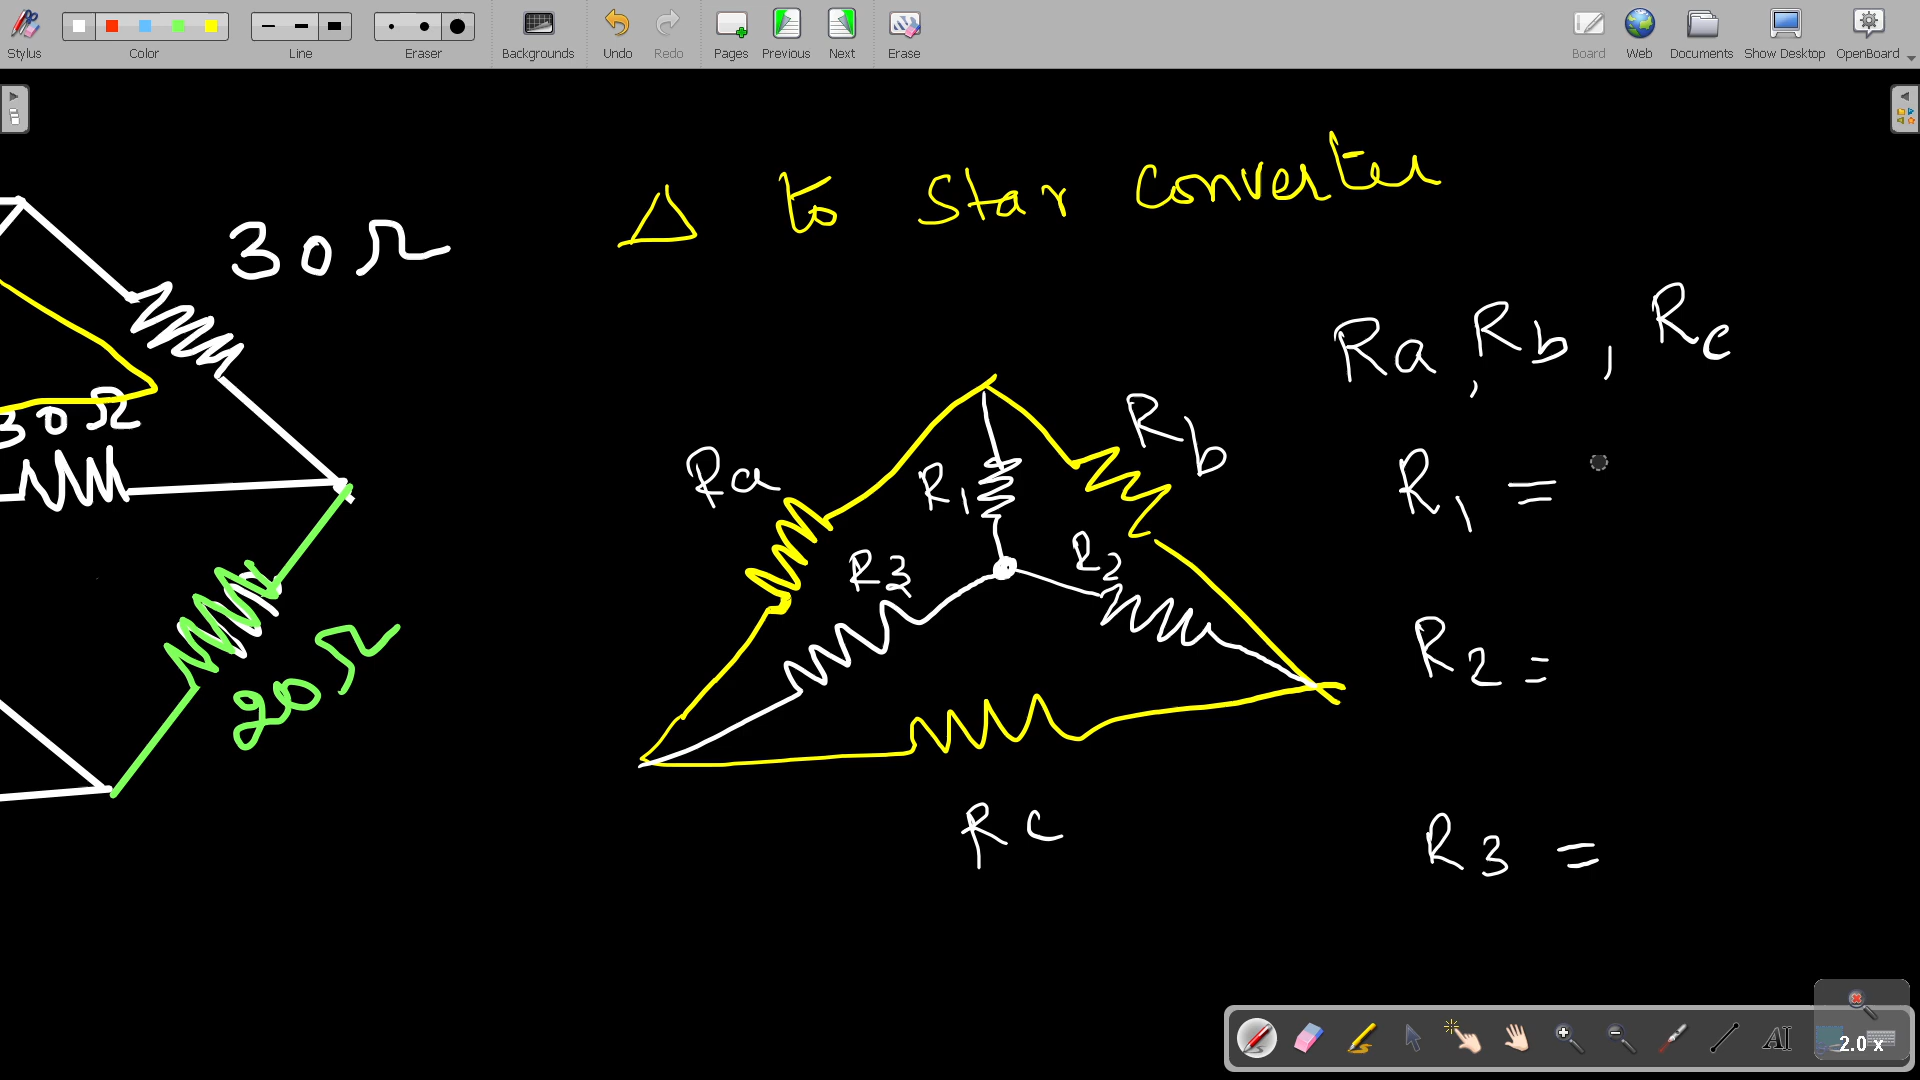 Stylus Color Line Eraser Backgrounds Undo Redo Pages Previous Next Erase Board Web Documents Show Desktop OpenBoard
Δ to Star converter
30Ω
Ra, Rb, Rc
30Ω
Rb
Ra
R1
R1 =
R3
R2
R2 =
20Ω
Rc
R3 =
AI
2.0 x